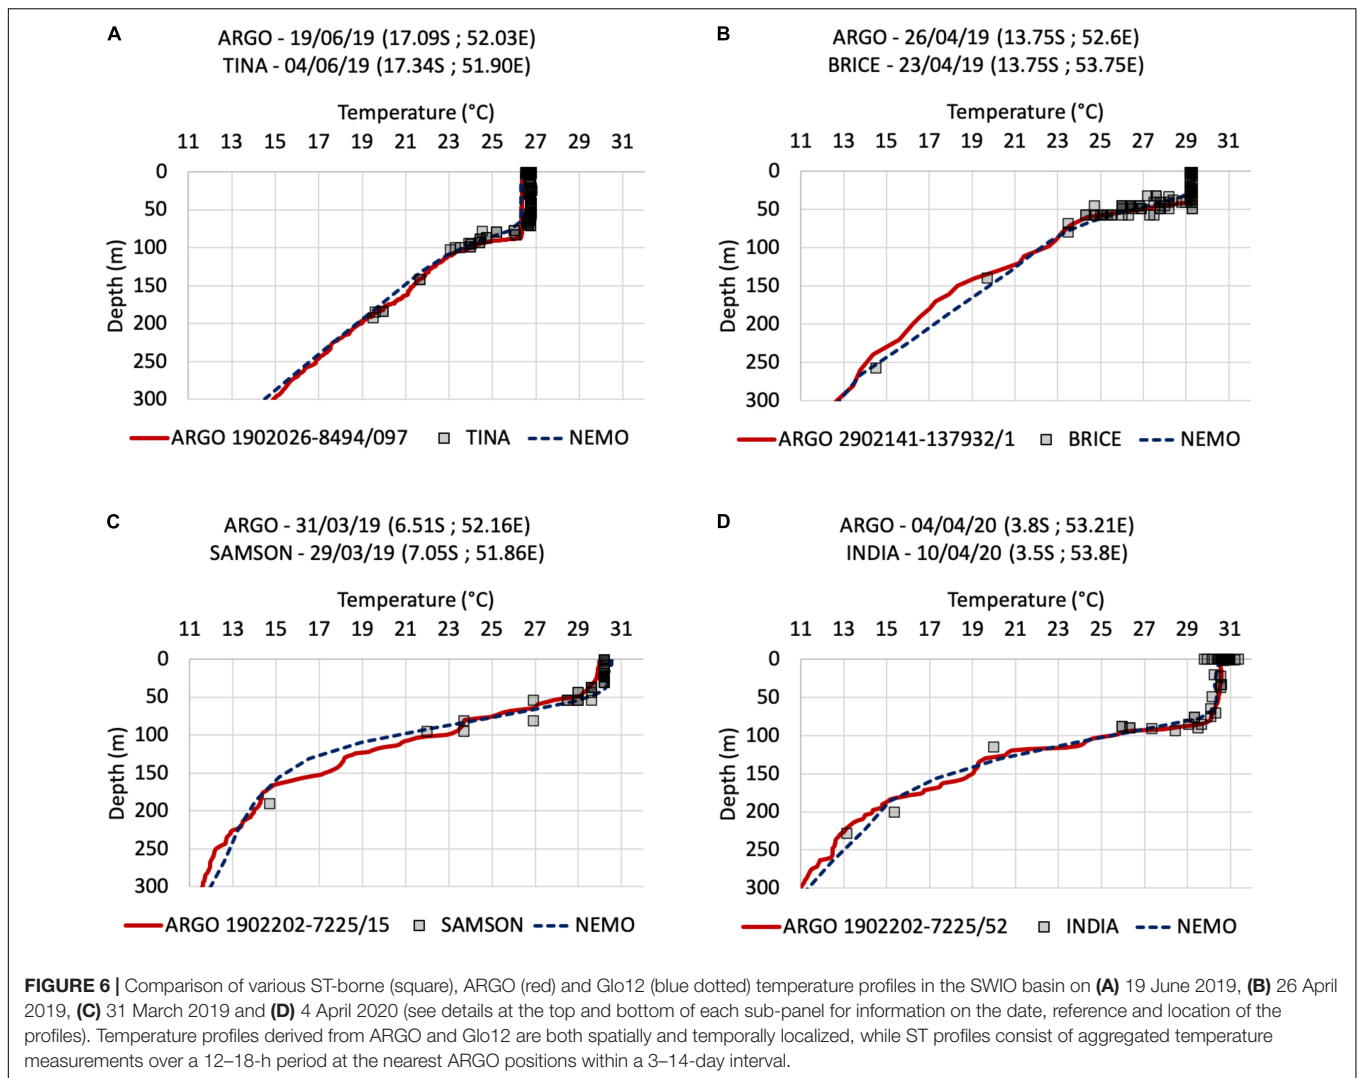 A
ARGO - 19/06/19 (17.09S ; 52.03E)
TINA - 04/06/19 (17.34S ; 51.90E)
Temperature (°C)
11 13 15 17 19 21 23 25 27 29 31
0
50
100
150
200
250
300
Depth (m)
ARGO 1902026-8494/097 TINA NEMO
B
ARGO - 26/04/19 (13.75S ; 52.6E)
BRICE - 23/04/19 (13.75S ; 53.75E)
Temperature (°C)
11 13 15 17 19 21 23 25 27 29 31
0
50
100
150
200
250
300
Depth (m)
ARGO 2902141-137932/1 BRICE NEMO
C
ARGO - 31/03/19 (6.51S ; 52.16E)
SAMSON - 29/03/19 (7.05S ; 51.86E)
Temperature (°C)
11 13 15 17 19 21 23 25 27 29 31
0
50
100
150
200
250
300
Depth (m)
ARGO 1902202-7225/15 SAMSON NEMO
D
ARGO - 04/04/20 (3.8S ; 53.21E)
INDIA - 10/04/20 (3.5S ; 53.8E)
Temperature (°C)
11 13 15 17 19 21 23 25 27 29 31
0
50
100
150
200
250
300
Depth (m)
ARGO 1902202-7225/52 INDIA NEMO
FIGURE 6 | Comparison of various ST-borne (square), ARGO (red) and Glo12 (blue dotted) temperature profiles in the SWIO basin on (A) 19 June 2019, (B) 26 April
2019, (C) 31 March 2019 and (D) 4 April 2020 (see details at the top and bottom of each sub-panel for information on the date, reference and location of the
profiles). Temperature profiles derived from ARGO and Glo12 are both spatially and temporally localized, while ST profiles consist of aggregated temperature
measurements over a 12–18-h period at the nearest ARGO positions within a 3–14-day interval.